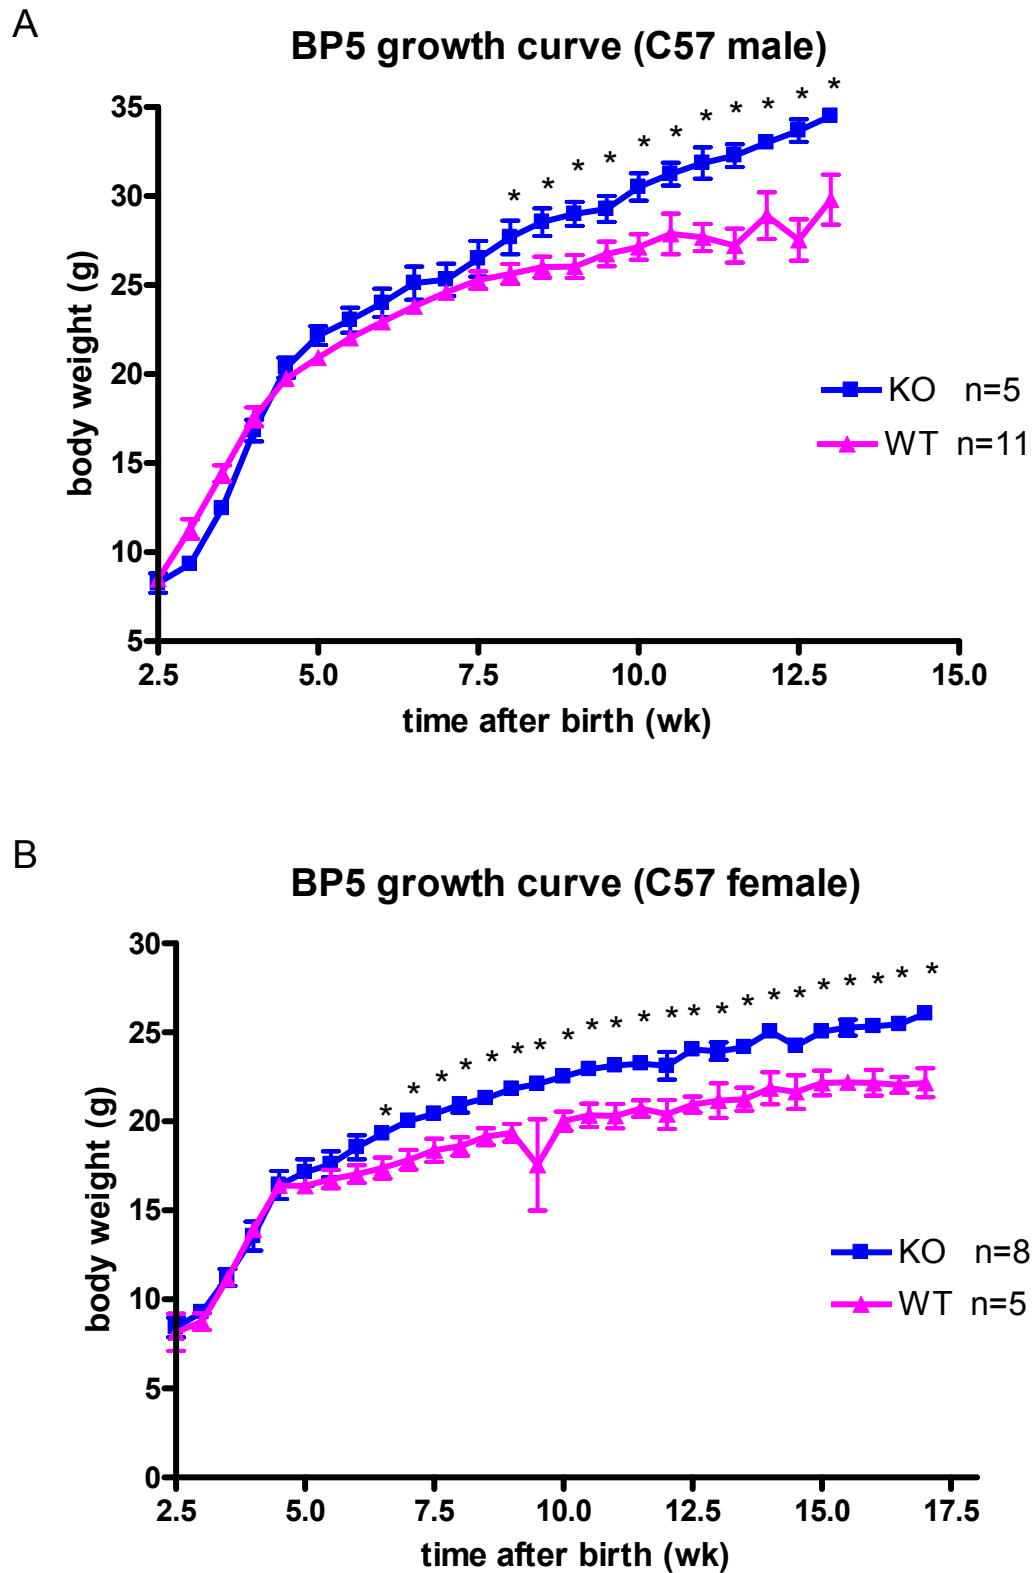 A
BP5 growth curve (C57 male)
* * * * * * * * * * *
35
30
25
20
15
10
5
body weight (g)
KO n=5
WT n=11
2.5 5.0 7.5 10.0 12.5 15.0
time after birth (wk)
B
BP5 growth curve (C57 female)
* * * * * * * * * * * * * * * * * * * * * *
30
25
20
15
10
5
0
body weight (g)
KO n=8
WT n=5
2.5 5.0 7.5 10.0 12.5 15.0 17.5
time after birth (wk)